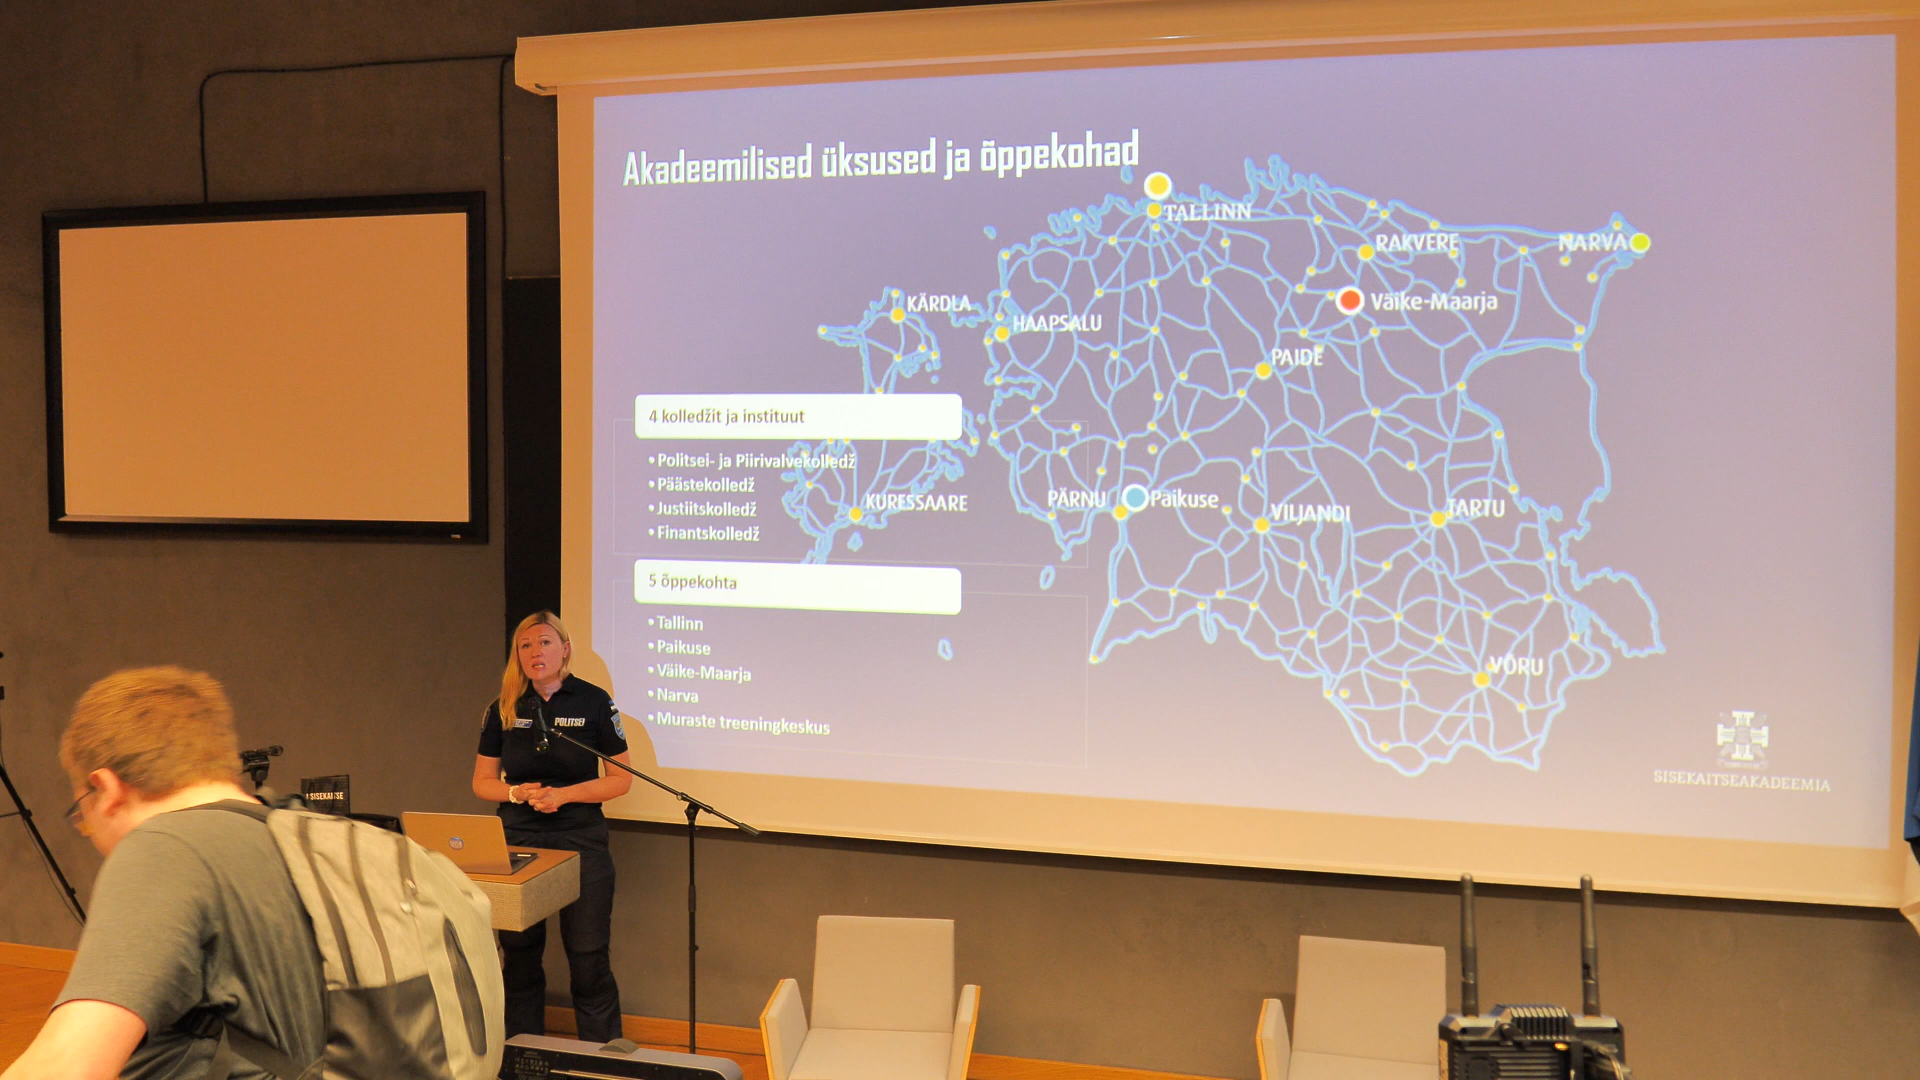 Akadeemilised üksused ja õppekohad
TALLINN
RAKVERE
NARVA
Väike-Maarja
KÄRDLA
HAAPSALU
PAIDE
4 kolledžit ja instituut
• Politsei- ja Piirivalvekolledž
• Päästekolledž
• Justiitskolledž
• Finantskolledž
KURESSAARE
PÄRNU
Paikuse
VILJANDI
TARTU
5 õppekohta
• Tallinn
• Paikuse
• Väike-Maarja
• Narva
• Muraste treeningkeskus
VÕRU
SISEKAITSEAKADEEMIA
POLITSEI
SISEKAITSE